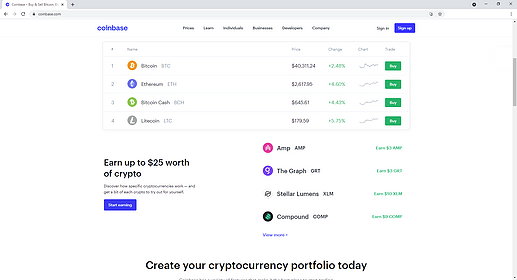 Coinbase - Buy & Sell Bitcoin, E
coinbase.com
coinbase
Prices Learn Individuals Businesses Developers Company Sign in Sign up
# Name Price Change Chart Trade
1 Bitcoin BTC $40,311.24 +2.48% Buy
2 Ethereum ETH $2,617.95 +4.60% Buy
3 Bitcoin Cash BCH $645.61 +4.43% Buy
4 Litecoin LTC $179.59 +5.75% Buy
Earn up to $25 worth
of crypto
Discover how specific cryptocurrencies work — and
get a bit of each crypto to try out for yourself.
Start earning
Amp AMP Earn $3 AMP
The Graph GRT Earn $3 GRT
Stellar Lumens XLM Earn $10 XLM
Compound COMP Earn $9 COMP
View more ›
Create your cryptocurrency portfolio today